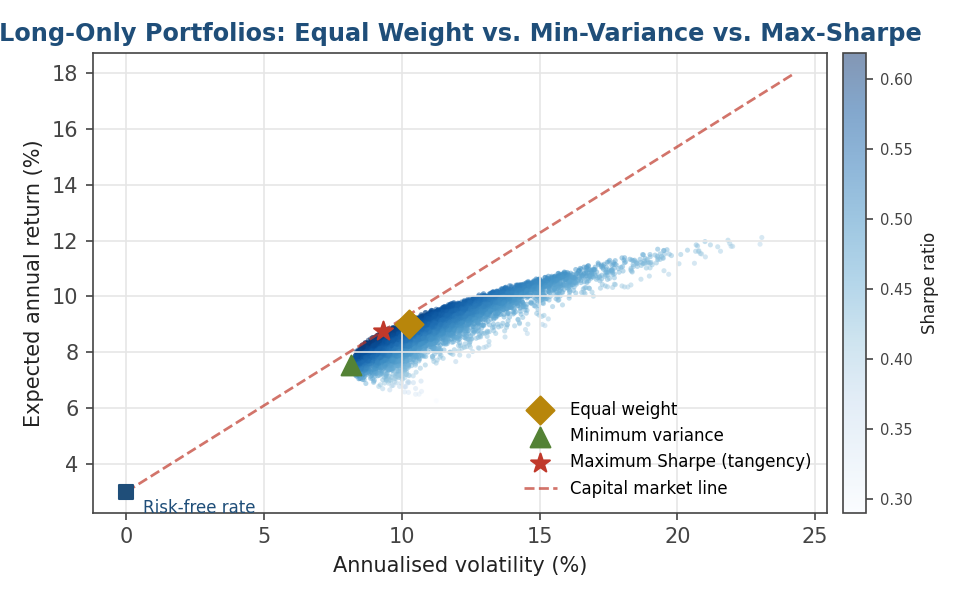 Long-Only Portfolios: Equal Weight vs. Min-Variance vs. Max-Sharpe
Expected annual return (%)
18
16
14
12
10
8
6
4
0
5
10
15
20
25
Annualised volatility (%)
Risk-free rate
Equal weight
Minimum variance
Maximum Sharpe (tangency)
Capital market line
0.60
0.55
0.50
0.45
0.40
0.35
0.30
Sharpe ratio